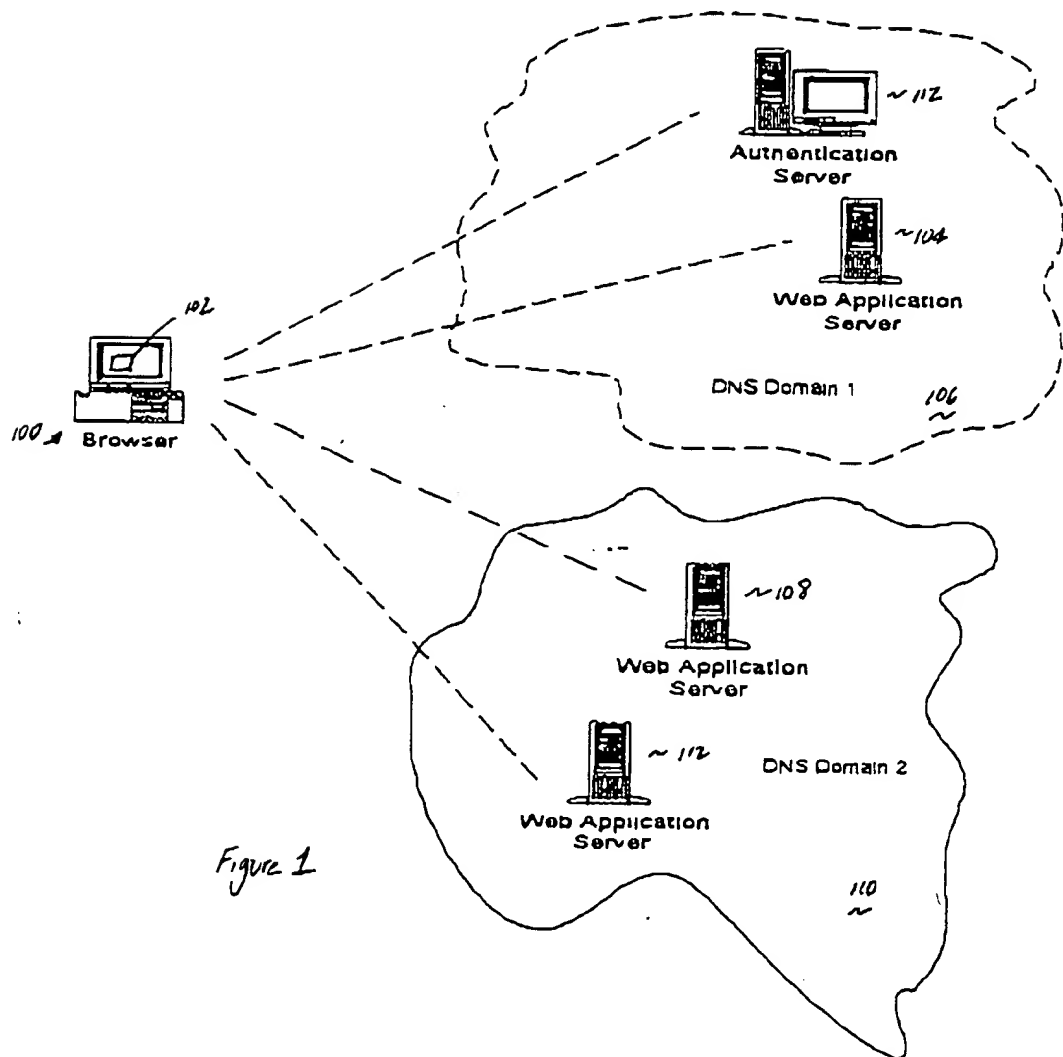 ~ 112
Authentication
Server
~ 104
Web Application
Server
DNS Domain 1
106
~
102
100
Browser
~ 108
Web Application
Server
~ 112
DNS Domain 2
Web Application
Server
Figure 1
110
~